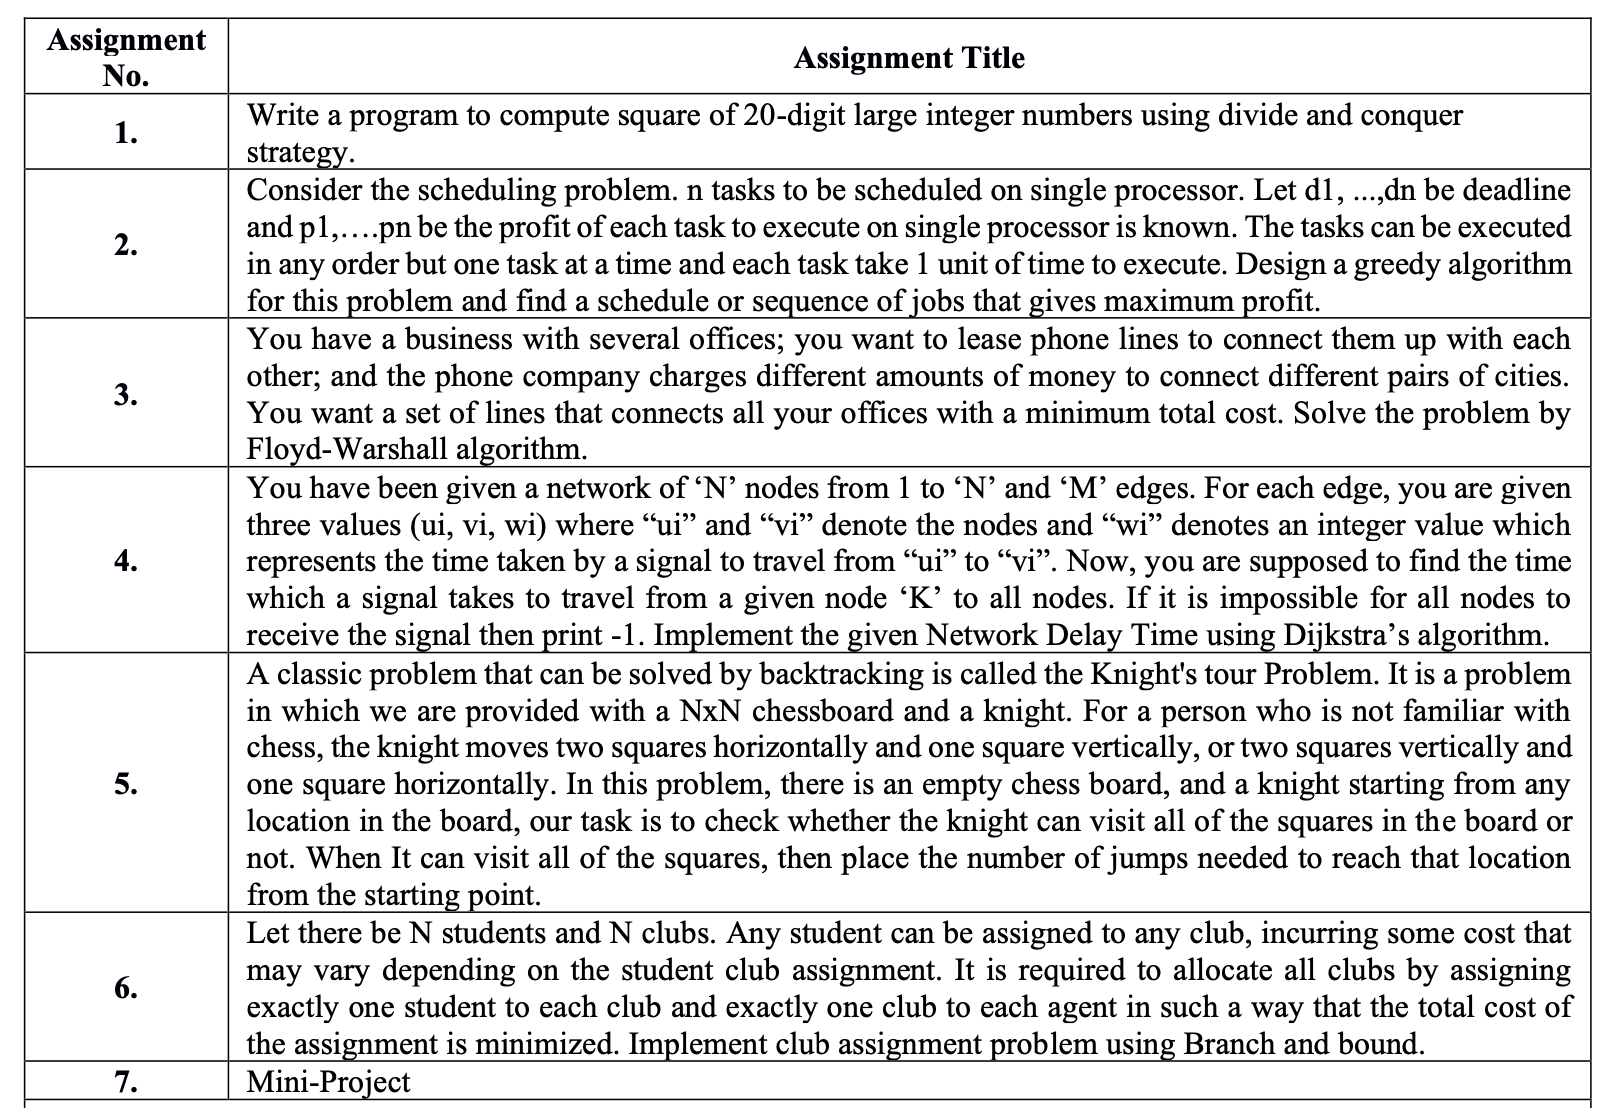 Assignment No.
Assignment Title
1.
Write a program to compute square of 20-digit large integer numbers using divide and conquer
strategy.
2.
Consider the scheduling problem. n tasks to be scheduled on single processor. Let d1, ...,dn be deadline
and p1,….pn be the profit of each task to execute on single processor is known. The tasks can be executed
in any order but one task at a time and each task take 1 unit of time to execute. Design a greedy algorithm
for this problem and find a schedule or sequence of jobs that gives maximum profit.
3.
You have a business with several offices; you want to lease phone lines to connect them up with each
other; and the phone company charges different amounts of money to connect different pairs of cities.
You want a set of lines that connects all your offices with a minimum total cost. Solve the problem by
Floyd-Warshall algorithm.
4.
You have been given a network of ‘N’ nodes from 1 to ‘N’ and ‘M’ edges. For each edge, you are given
three values (ui, vi, wi) where “ui” and “vi” denote the nodes and “wi” denotes an integer value which
represents the time taken by a signal to travel from “ui” to “vi”. Now, you are supposed to find the time
which a signal takes to travel from a given node ‘K’ to all nodes. If it is impossible for all nodes to
receive the signal then print -1. Implement the given Network Delay Time using Dijkstra’s algorithm.
5.
A classic problem that can be solved by backtracking is called the Knight's tour Problem. It is a problem
in which we are provided with a NxN chessboard and a knight. For a person who is not familiar with
chess, the knight moves two squares horizontally and one square vertically, or two squares vertically and
one square horizontally. In this problem, there is an empty chess board, and a knight starting from any
location in the board, our task is to check whether the knight can visit all of the squares in the board or
not. When It can visit all of the squares, then place the number of jumps needed to reach that location
from the starting point.
6.
Let there be N students and N clubs. Any student can be assigned to any club, incurring some cost that
may vary depending on the student club assignment. It is required to allocate all clubs by assigning
exactly one student to each club and exactly one club to each agent in such a way that the total cost of
the assignment is minimized. Implement club assignment problem using Branch and bound.
7.
Mini-Project